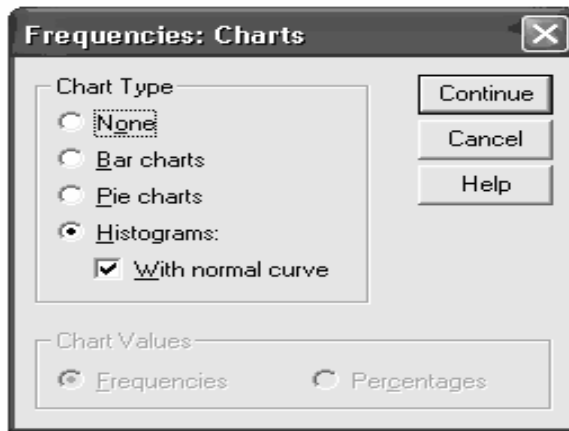 Frequencies: Charts
Chart Type
None
Bar charts
Pie charts
Histograms:
With normal curve
Continue
Cancel
Help
Chart Values
Frequencies
Percentages